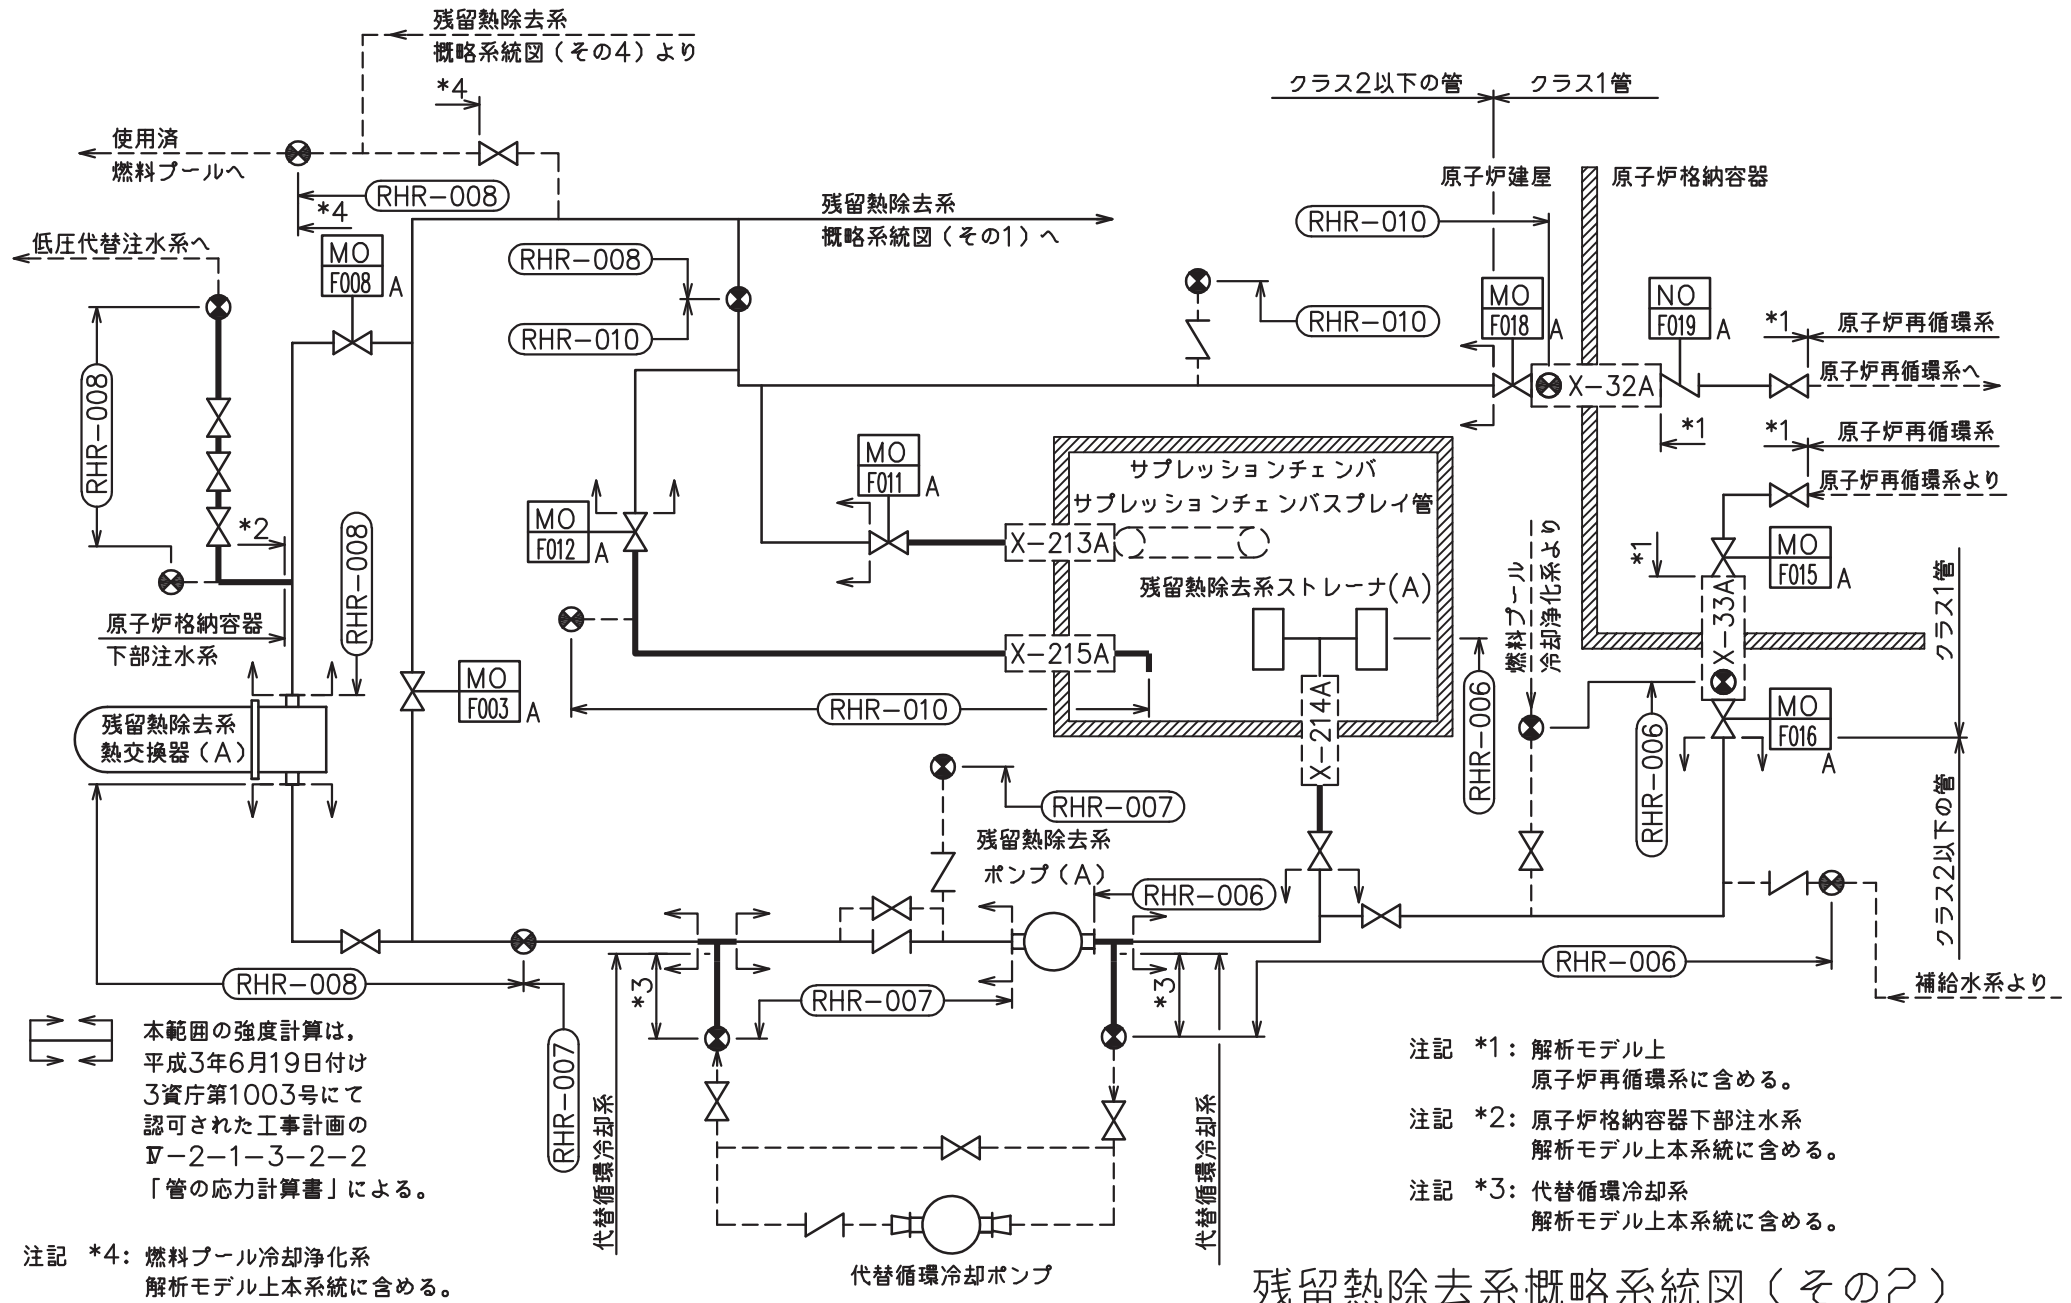 残留熱除去系
概略系統図（その4）より
*4
クラス2以下の管
クラス1管
使用済
燃料プールへ
RHR-008
*4
原子炉建屋
原子炉格納容器
残留熱除去系
概略系統図（その1）へ
RHR-010
低圧代替注水系へ
MO
F008
A
RHR-008
RHR-010
RHR-010
MO
F018
A
NO
F019
A
*1
原子炉再循環系
原子炉再循環系へ
X-32A
*1
*1
原子炉再循環系
原子炉再循環系より
RHR-008
MO
F011
A
サプレッションチェンバ
サプレッションチェンバスプレイ管
*2
RHR-008
MO
F012
A
X-213A
残留熱除去系ストレーナ(A)
燃料プール
冷却浄化系より
*1
MO
F015
A
クラス1管
原子炉格納容器
下部注水系
X-215A
X-33A
X-214A
RHR-006
RHR-006
MO
F003
A
RHR-010
MO
F016
A
残留熱除去系
熱交換器（A）
クラス2以下の管
RHR-007
残留熱除去系
ポンプ（A）
RHR-006
RHR-006
RHR-008
RHR-007
*3
RHR-007
*3
補給水系より
代替循環冷却系
代替循環冷却系
代替循環冷却ポンプ
本範囲の強度計算は，
平成3年6月19日付け
3資庁第1003号にて
認可された工事計画の
Ⅳ-2-1-3-2-2
「管の応力計算書」による。
注記 *1： 解析モデル上
原子炉再循環系に含める。
注記 *2： 原子炉格納容器下部注水系
解析モデル上本系統に含める。
注記 *3： 代替循環冷却系
解析モデル上本系統に含める。
注記 *4： 燃料プール冷却浄化系
解析モデル上本系統に含める。
残留熱除去系概略系統図（その2）